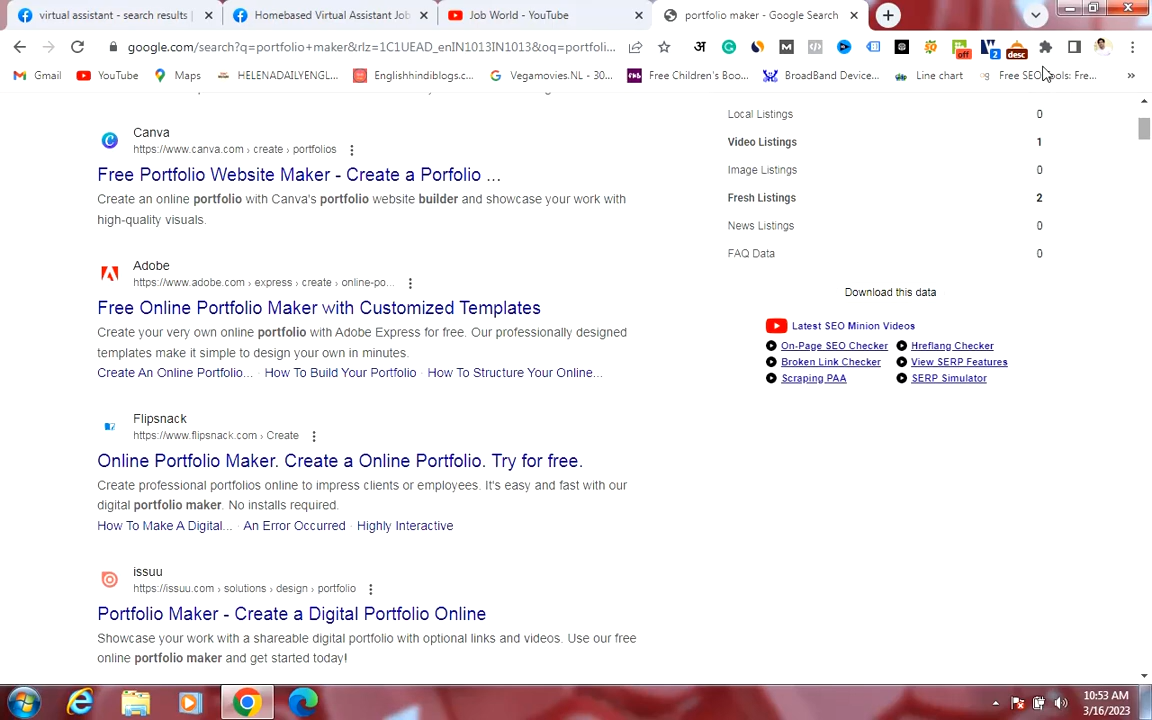 virtual assistant - search results |
Homebased Virtual Assistant Job
Job World - YouTube
portfolio maker - Google Search
google.com/search?q=portfolio+maker&rlz=1C1UEAD_enIN1013IN1013&oq=portfoli...
अ
off
2
desc
Gmail
YouTube
Maps
HELENADAILYENGL...
Englishhindiblogs.c...
Vegamovies.NL - 30...
Free Children's Boo...
BroadBand Device...
Line chart
Free SEO Tools: Fre...
»
Canva
https://www.canva.com › create › portfolios
Free Portfolio Website Maker - Create a Porfolio ...
Create an online portfolio with Canva's portfolio website builder and showcase your work with
high-quality visuals.
Adobe
https://www.adobe.com › express › create › online-po...
Free Online Portfolio Maker with Customized Templates
Create your very own online portfolio with Adobe Express for free. Our professionally designed
templates make it simple to design your own in minutes.
Create An Online Portfolio... · How To Build Your Portfolio · How To Structure Your Online...
Flipsnack
https://www.flipsnack.com › Create
Online Portfolio Maker. Create a Online Portfolio. Try for free.
Create professional portfolios online to impress clients or employees. It's easy and fast with our
digital portfolio maker. No installs required.
How To Make A Digital... · An Error Occurred · Highly Interactive
issuu
https://issuu.com › solutions › design › portfolio
Portfolio Maker - Create a Digital Portfolio Online
Showcase your work with a shareable digital portfolio with optional links and videos. Use our free
online portfolio maker and get started today!
Local Listings 0
Video Listings 1
Image Listings 0
Fresh Listings 2
News Listings 0
FAQ Data 0
Download this data
Latest SEO Minion Videos
On-Page SEO Checker Hreflang Checker
Broken Link Checker View SERP Features
Scraping PAA SERP Simulator
10:53 AM
3/16/2023